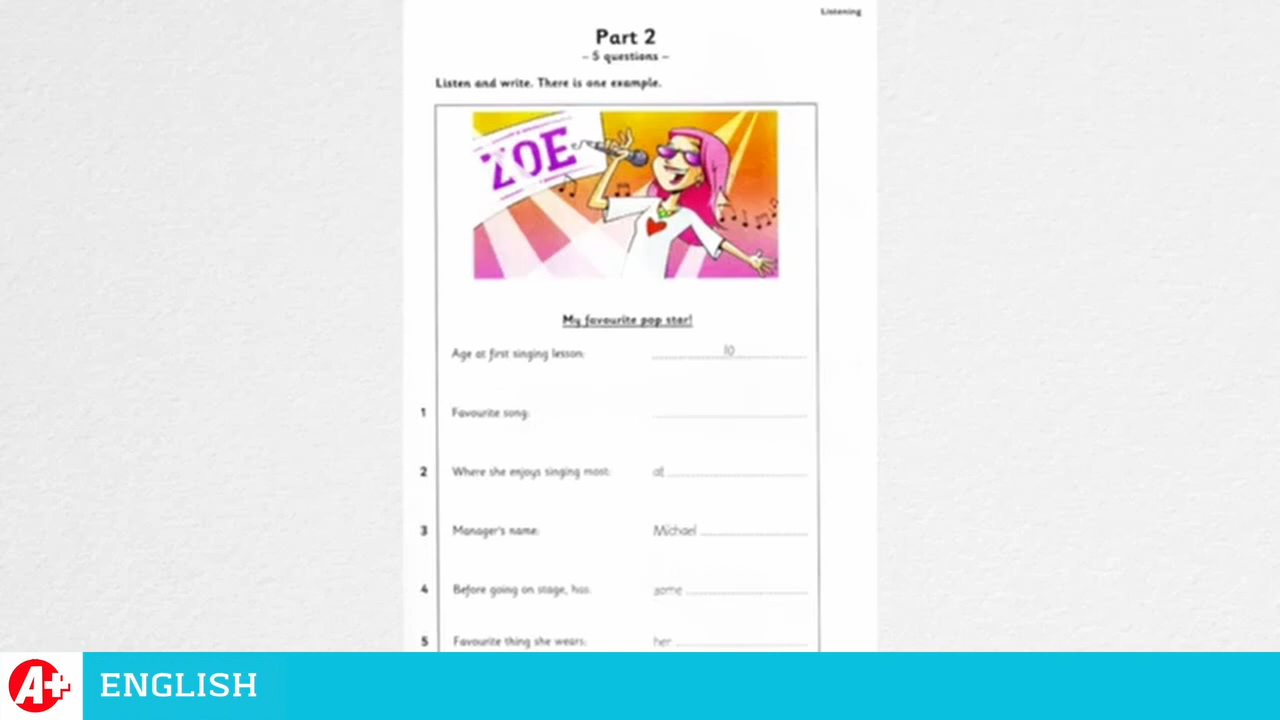 Listening
Part 2
– 5 questions –
Listen and write. There is one example.
ZOE
My favourite pop star!
Age at first singing lesson: 10
1 Favourite song:
2 Where she enjoys singing most: at
3 Manager's name: Michael
4 Before going on stage, has: some
5 Favourite thing she wears: her
A+ ENGLISH